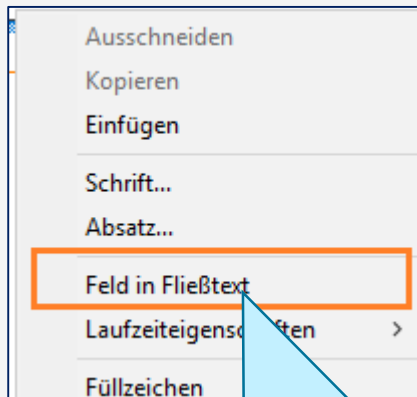 Ausschneiden
Kopieren
Einfügen
Schrift...
Absatz...
Feld in Fließtext
Laufzeiteigenschaften >
Füllzeichen